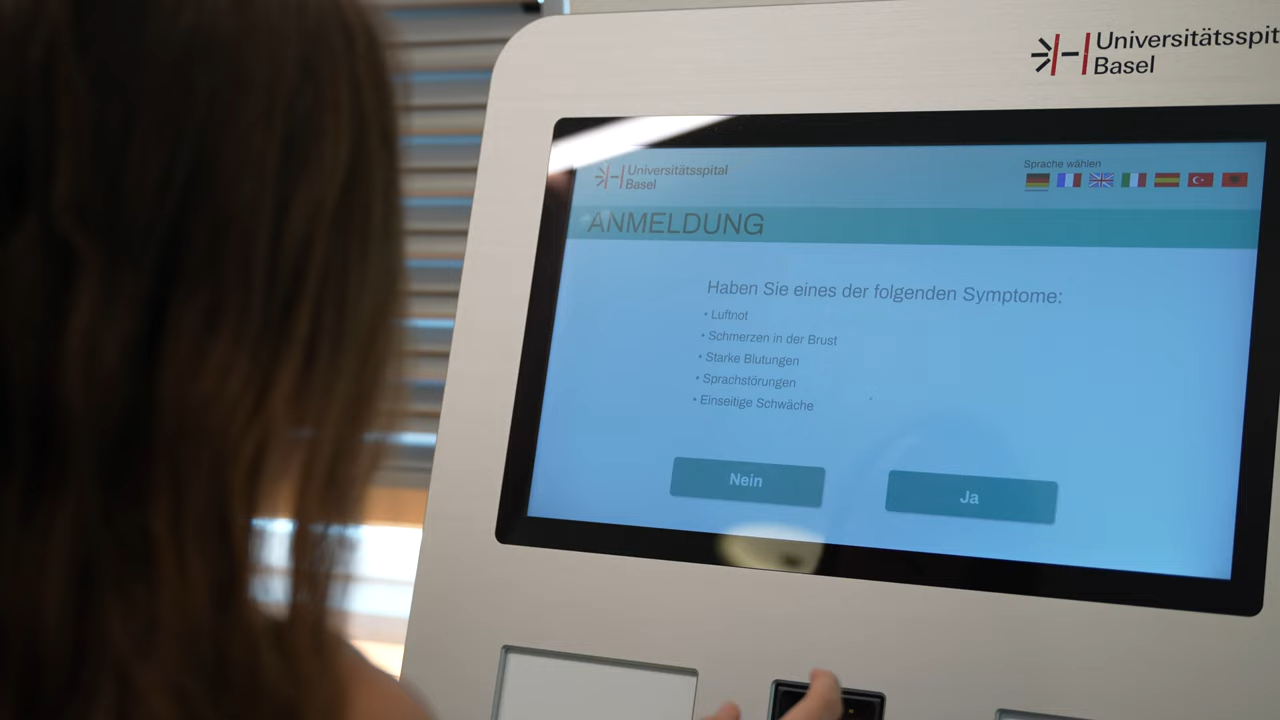 Universitätsspit
Basel
Universitätsspital
Basel
Sprache wählen
ANMELDUNG
Haben Sie eines der folgenden Symptome:
• Luftnot
• Schmerzen in der Brust
• Starke Blutungen
• Sprachstörungen
• Einseitige Schwäche
Nein
Ja